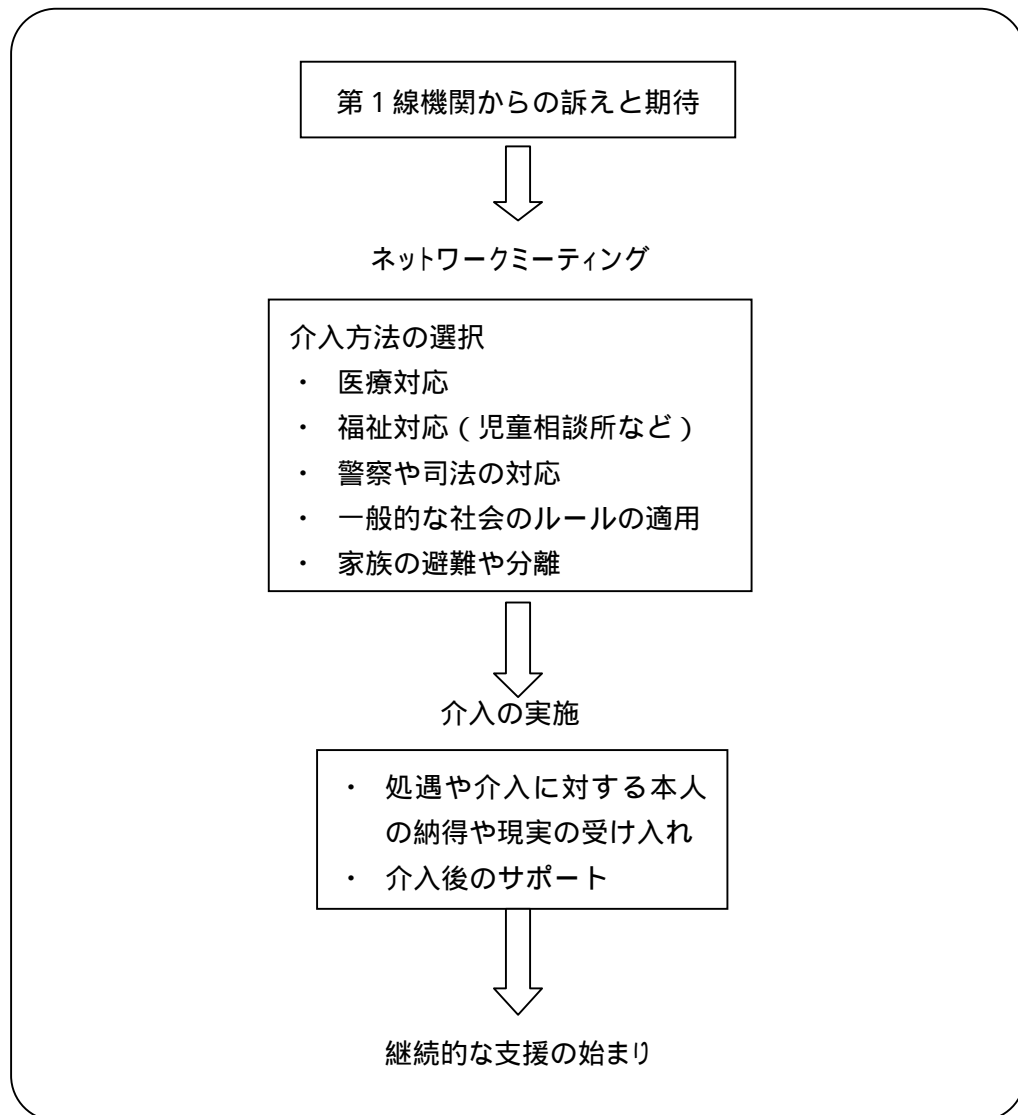 第1線機関からの訴えと期待
ネットワークミーティング
介入方法の選択
・ 医療対応
・ 福祉対応(児童相談所など)
・ 警察や司法の対応
・ 一般的な社会のルールの適用
・ 家族の避難や分離
介入の実施
・ 処遇や介入に対する本人
の納得や現実の受け入れ
・ 介入後のサポート
継続的な支援の始まり